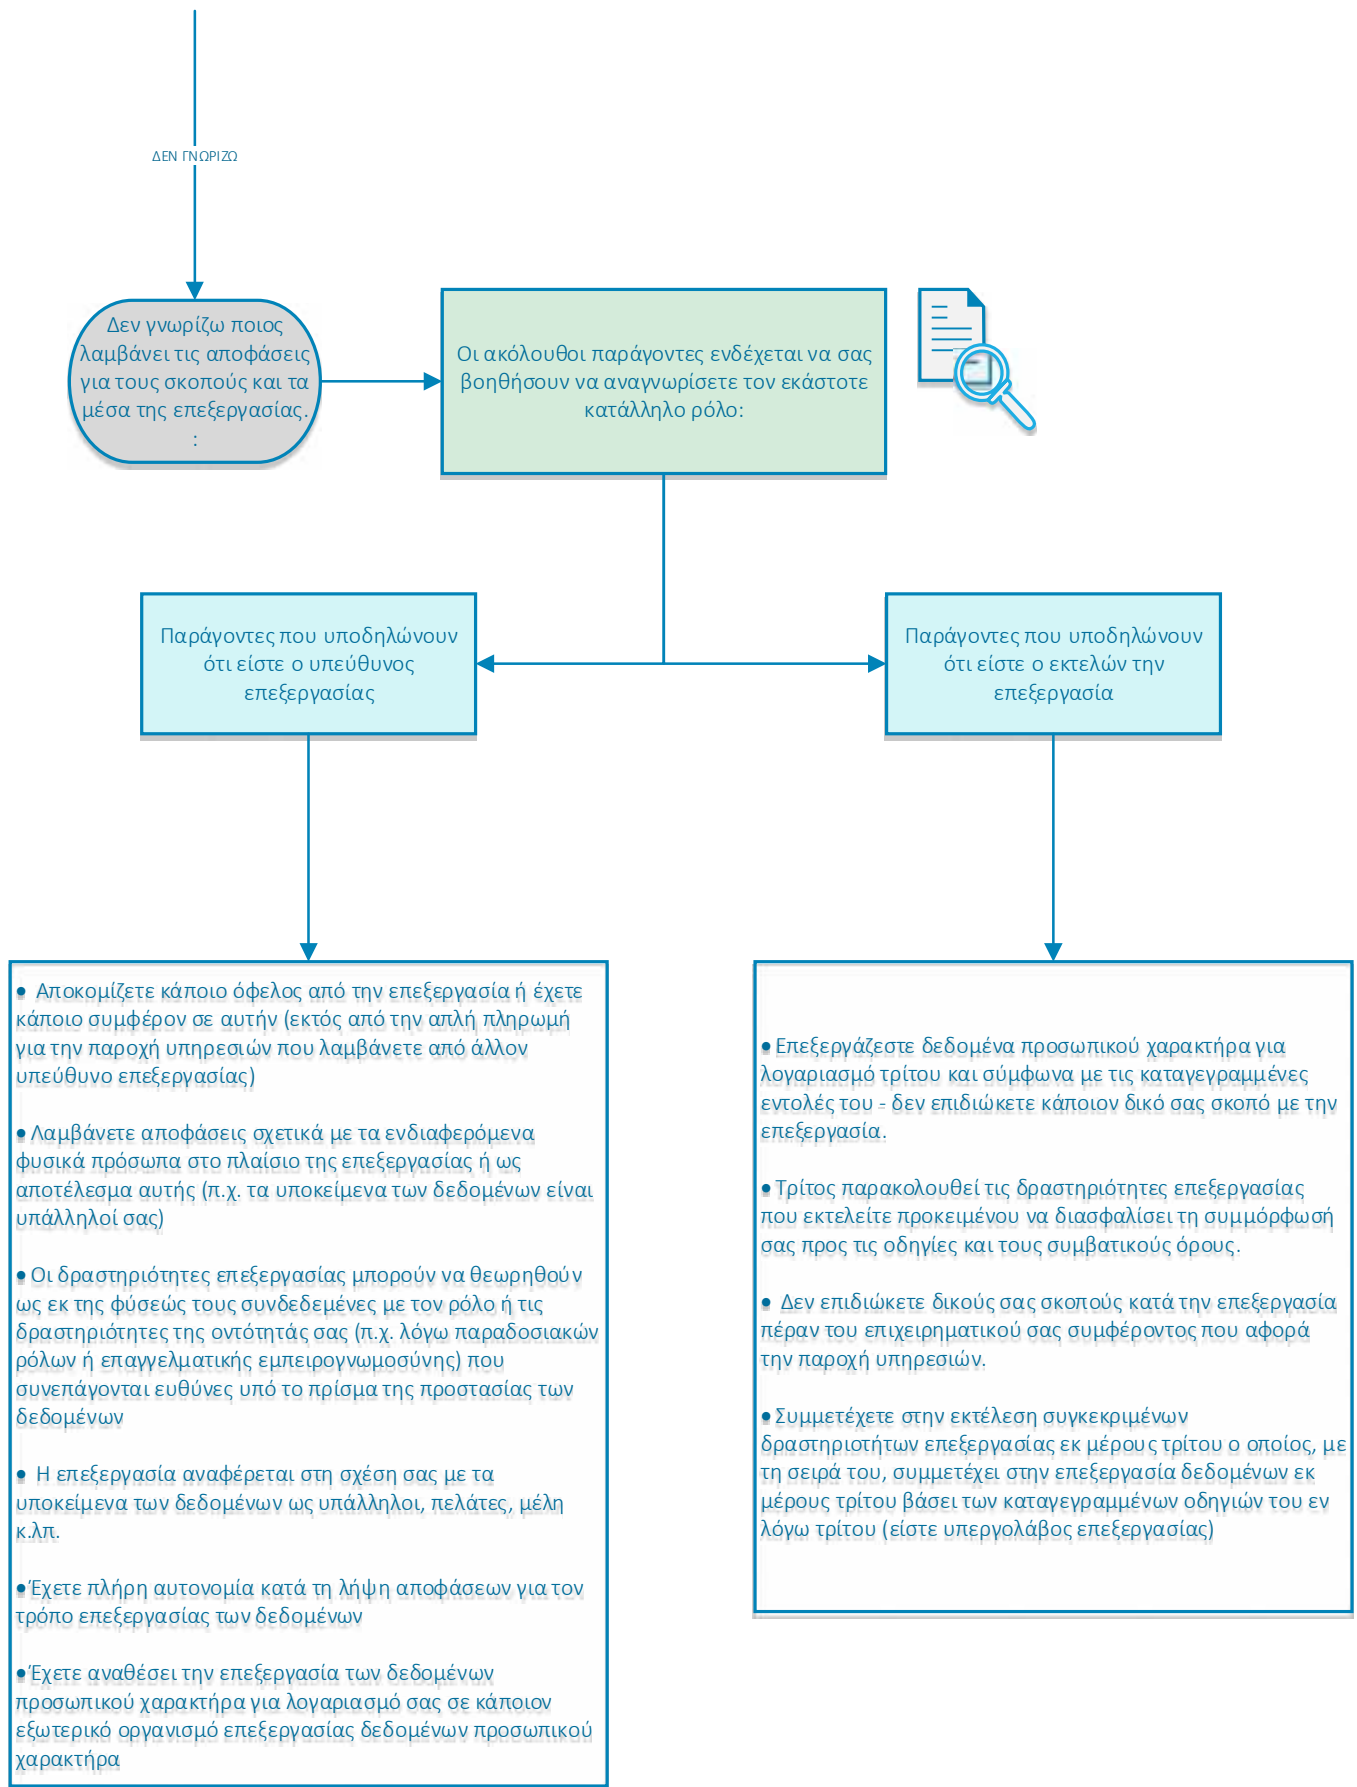 ΔΕΝ ΓΝΩΡΙΖΩ
Δεν γνωρίζω ποιος
λαμβάνει τις αποφάσεις
για τους σκοπούς και τα
μέσα της επεξεργασίας.
:
Οι ακόλουθοι παράγοντες ενδέχεται να σας
βοηθήσουν να αναγνωρίσετε τον εκάστοτε
κατάλληλο ρόλο:
Παράγοντες που υποδηλώνουν
ότι είστε ο υπεύθυνος
επεξεργασίας
Παράγοντες που υποδηλώνουν
ότι είστε ο εκτελών την
επεξεργασία
• Αποκομίζετε κάποιο όφελος από την επεξεργασία ή έχετε
κάποιο συμφέρον σε αυτήν (εκτός από την απλή πληρωμή
για την παροχή υπηρεσιών που λαμβάνετε από άλλον
υπεύθυνο επεξεργασίας)
• Λαμβάνετε αποφάσεις σχετικά με τα ενδιαφερόμενα
φυσικά πρόσωπα στο πλαίσιο της επεξεργασίας ή ως
αποτέλεσμα αυτής (π.χ. τα υποκείμενα των δεδομένων είναι
υπάλληλοί σας)
• Οι δραστηριότητες επεξεργασίας μπορούν να θεωρηθούν
ως εκ της φύσεώς τους συνδεδεμένες με τον ρόλο ή τις
δραστηριότητες της οντότητάς σας (π.χ. λόγω παραδοσιακών
ρόλων ή επαγγελματικής εμπειρογνωμοσύνης) που
συνεπάγονται ευθύνες υπό το πρίσμα της προστασίας των
δεδομένων
• Η επεξεργασία αναφέρεται στη σχέση σας με τα
υποκείμενα των δεδομένων ως υπάλληλοι, πελάτες, μέλη
κ.λπ.
• Έχετε πλήρη αυτονομία κατά τη λήψη αποφάσεων για τον
τρόπο επεξεργασίας των δεδομένων
• Έχετε αναθέσει την επεξεργασία των δεδομένων
προσωπικού χαρακτήρα για λογαριασμό σας σε κάποιον
εξωτερικό οργανισμό επεξεργασίας δεδομένων προσωπικού
χαρακτήρα
• Επεξεργάζεστε δεδομένα προσωπικού χαρακτήρα για
λογαριασμό τρίτου και σύμφωνα με τις καταγεγραμμένες
εντολές του - δεν επιδιώκετε κάποιον δικό σας σκοπό με την
επεξεργασία.
• Τρίτος παρακολουθεί τις δραστηριότητες επεξεργασίας
που εκτελείτε προκειμένου να διασφαλίσει τη συμμόρφωσή
σας προς τις οδηγίες και τους συμβατικούς όρους.
• Δεν επιδιώκετε δικούς σας σκοπούς κατά την επεξεργασία
πέραν του επιχειρηματικού σας συμφέροντος που αφορά
την παροχή υπηρεσιών.
• Συμμετέχετε στην εκτέλεση συγκεκριμένων
δραστηριοτήτων επεξεργασίας εκ μέρους τρίτου ο οποίος, με
τη σειρά του, συμμετέχει στην επεξεργασία δεδομένων εκ
μέρους τρίτου βάσει των καταγεγραμμένων οδηγιών του εν
λόγω τρίτου (είστε υπεργολάβος επεξεργασίας)